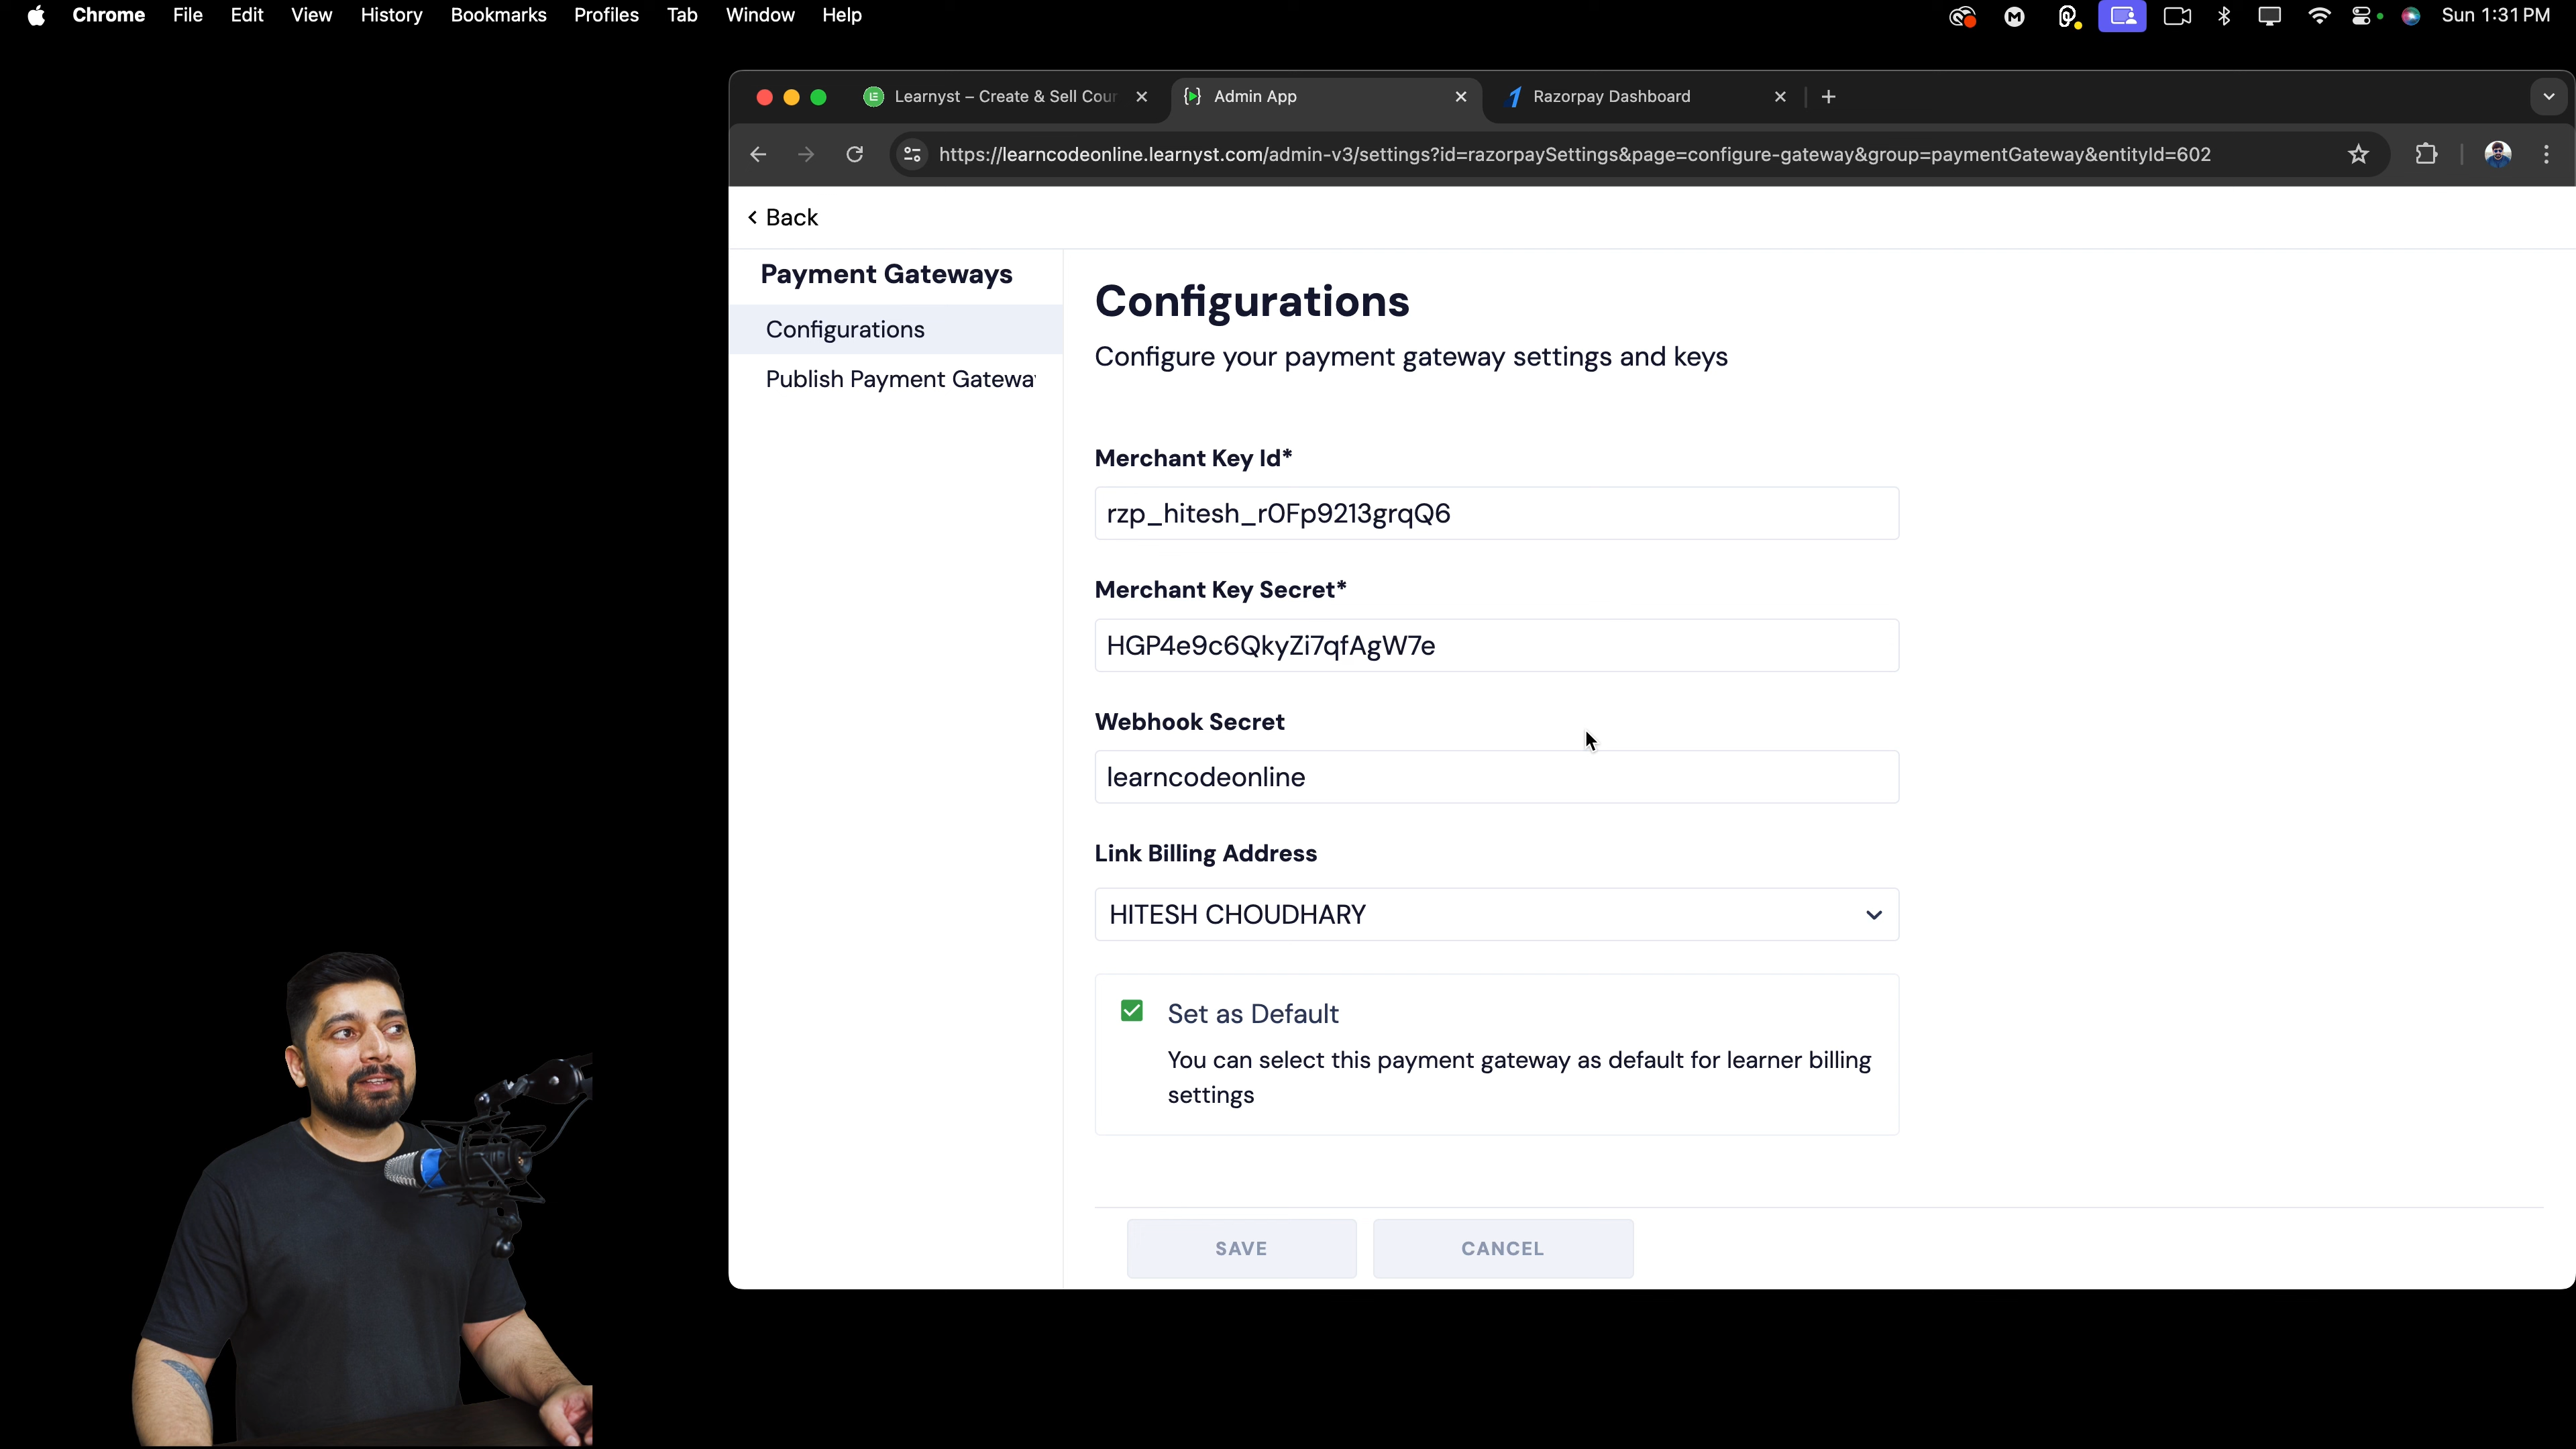 Chrome File Edit View History Bookmarks Profiles Tab Window Help
Sun 1:31 PM
Learnyst – Create & Sell Cour
Admin App
Razorpay Dashboard
https://learncodeonline.learnyst.com/admin-v3/settings?id=razorpaySettings&page=configure-gateway&group=paymentGateway&entityId=602
Back
Payment Gateways
Configurations
Publish Payment Gateway
Configurations
Configure your payment gateway settings and keys
Merchant Key Id*
rzp_hitesh_r0Fp9213grqQ6
Merchant Key Secret*
HGP4e9c6QkyZi7qfAgW7e
Webhook Secret
learncodeonline
Link Billing Address
HITESH CHOUDHARY
Set as Default
You can select this payment gateway as default for learner billing
settings
SAVE
CANCEL